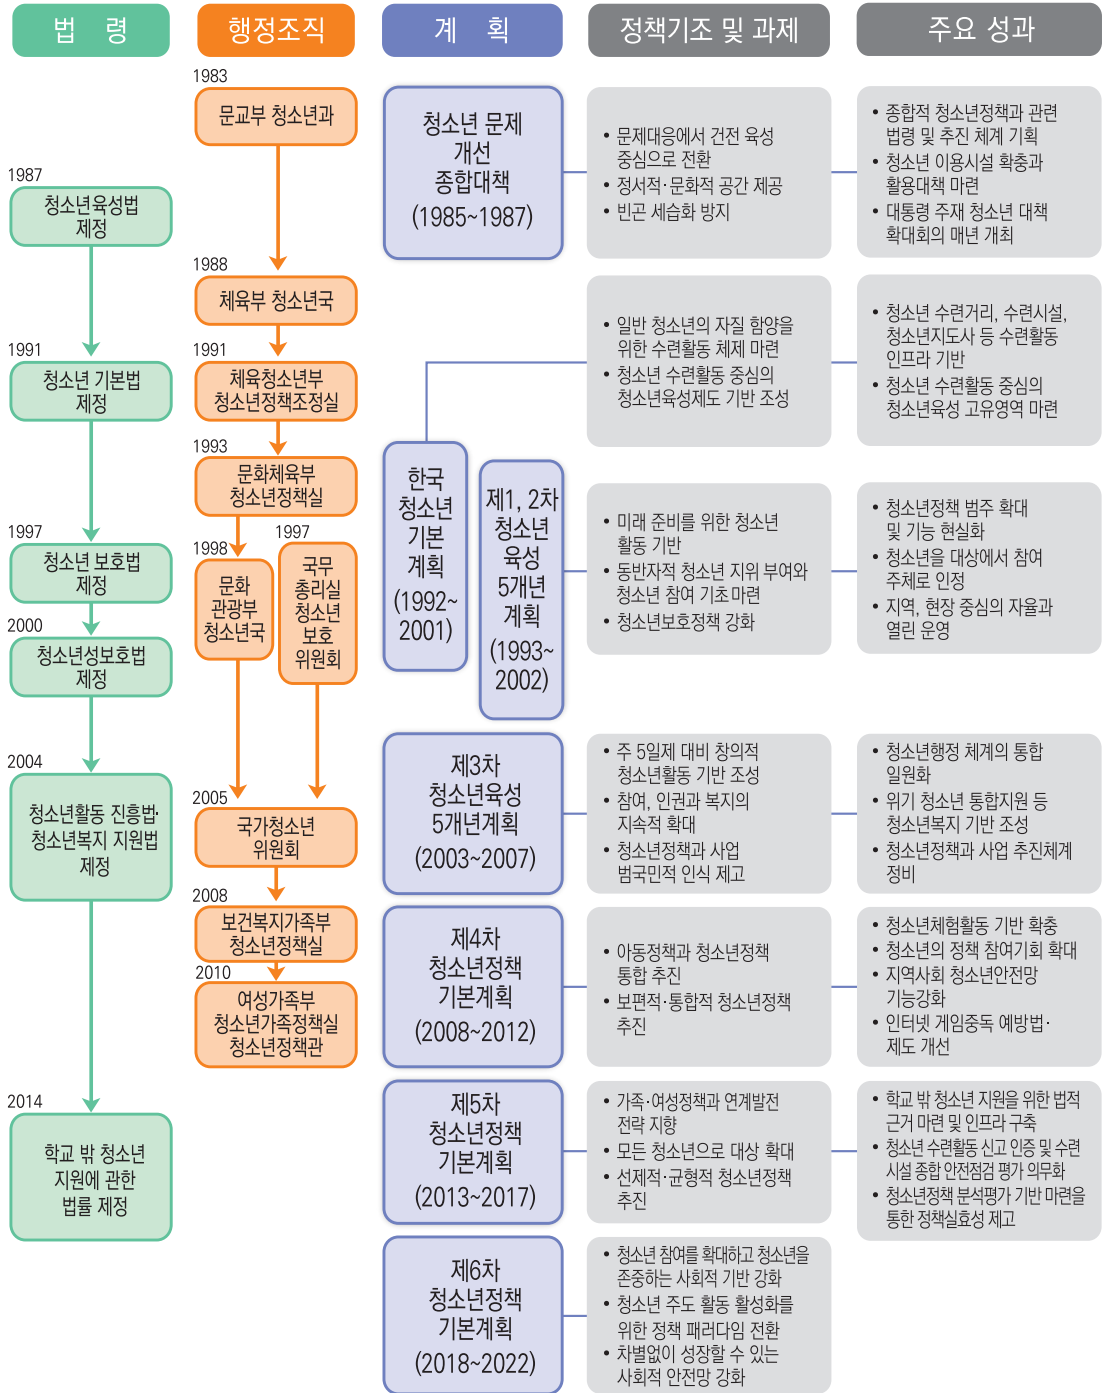 법 령
행정조직
계 획
정책기조 및 과제
주요 성과
1987
청소년육성법
제정
1991
청소년 기본법
제정
1997
청소년 보호법
제정
2000
청소년성보호법
제정
2004
청소년활동 진흥법·
청소년복지 지원법
제정
2014
학교 밖 청소년
지원에 관한
법률 제정
1983
문교부 청소년과
1988
체육부 청소년국
1991
체육청소년부
청소년정책조정실
1993
문화체육부
청소년정책실
1998
문화
관광부
청소년국
1997
국무
총리실
청소년
보호
위원회
2005
국가청소년
위원회
2008
보건복지가족부
청소년정책실
2010
여성가족부
청소년가족정책실
청소년정책관
청소년 문제
개선
종합대책
(1985~1987)
• 문제대응에서 건전 육성
중심으로 전환
• 정서적·문화적 공간 제공
• 빈곤 세습화 방지
• 종합적 청소년정책과 관련
법령 및 추진 체계 기획
• 청소년 이용시설 확충과
활용대책 마련
• 대통령 주재 청소년 대책
확대회의 매년 개최
한국
청소년
기본
계획
(1992~
2001)
• 일반 청소년의 자질 함양을
위한 수련활동 체제 마련
• 청소년 수련활동 중심의
청소년육성제도 기반 조성
• 청소년 수련거리, 수련시설,
청소년지도사 등 수련활동
인프라 기반
• 청소년 수련활동 중심의
청소년육성 고유영역 마련
제1, 2차
청소년
육성
5개년
계획
(1993~
2002)
• 미래 준비를 위한 청소년
활동 기반
• 동반자적 청소년 지위 부여와
청소년 참여 기초 마련
• 청소년보호정책 강화
• 청소년정책 범주 확대
및 기능 현실화
• 청소년을 대상에서 참여
주체로 인정
• 지역, 현장 중심의 자율과
열린 운영
제3차
청소년육성
5개년계획
(2003~2007)
• 주 5일제 대비 창의적
청소년활동 기반 조성
• 참여, 인권과 복지의
지속적 확대
• 청소년정책과 사업
범국민적 인식 제고
• 청소년행정 체계의 통합
일원화
• 위기 청소년 통합지원 등
청소년복지 기반 조성
• 청소년정책과 사업 추진체계
정비
제4차
청소년정책
기본계획
(2008~2012)
• 아동정책과 청소년정책
통합 추진
• 보편적·통합적 청소년정책
추진
• 청소년체험활동 기반 확충
• 청소년의 정책 참여기회 확대
• 지역사회 청소년안전망
기능강화
• 인터넷 게임중독 예방법·
제도 개선
제5차
청소년정책
기본계획
(2013~2017)
• 가족·여성정책과 연계발전
전략 지향
• 모든 청소년으로 대상 확대
• 선제적·균형적 청소년정책
추진
• 학교 밖 청소년 지원을 위한 법적
근거 마련 및 인프라 구축
• 청소년 수련활동 신고 인증 및 수련
시설 종합 안전점검 평가 의무화
• 청소년정책 분석평가 기반 마련을
통한 정책실효성 제고
제6차
청소년정책
기본계획
(2018~2022)
• 청소년 참여를 확대하고 청소년을
존중하는 사회적 기반 강화
• 청소년 주도 활동 활성화를
위한 정책 패러다임 전환
• 차별없이 성장할 수 있는
사회적 안전망 강화